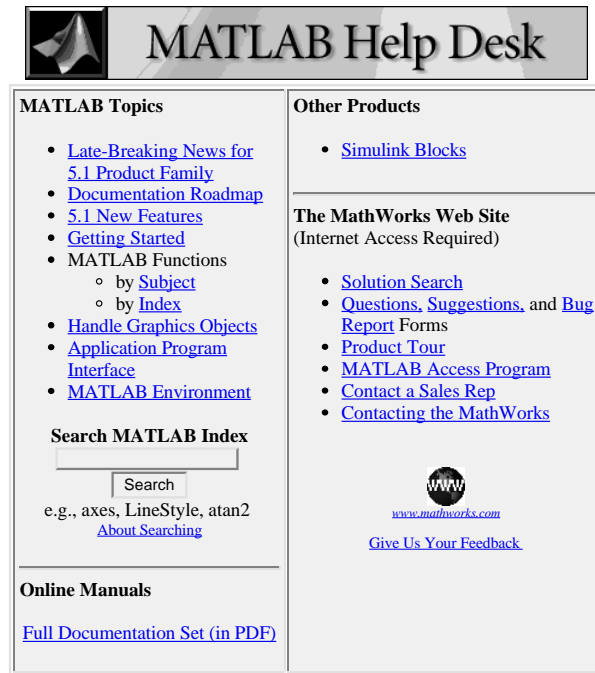 MATLAB Help Desk
MATLAB Topics
Late-Breaking News for
5.1 Product Family
Documentation Roadmap
5.1 New Features
Getting Started
MATLAB Functions
by Subject
by Index
Handle Graphics Objects
Application Program
Interface
MATLAB Environment
Search MATLAB Index
Search
e.g., axes, LineStyle, atan2
About Searching
Online Manuals
Full Documentation Set (in PDF)
Other Products
Simulink Blocks
The MathWorks Web Site
(Internet Access Required)
Solution Search
Questions, Suggestions, and Bug
Report Forms
Product Tour
MATLAB Access Program
Contact a Sales Rep
Contacting the MathWorks
WWW
www.mathworks.com
Give Us Your Feedback